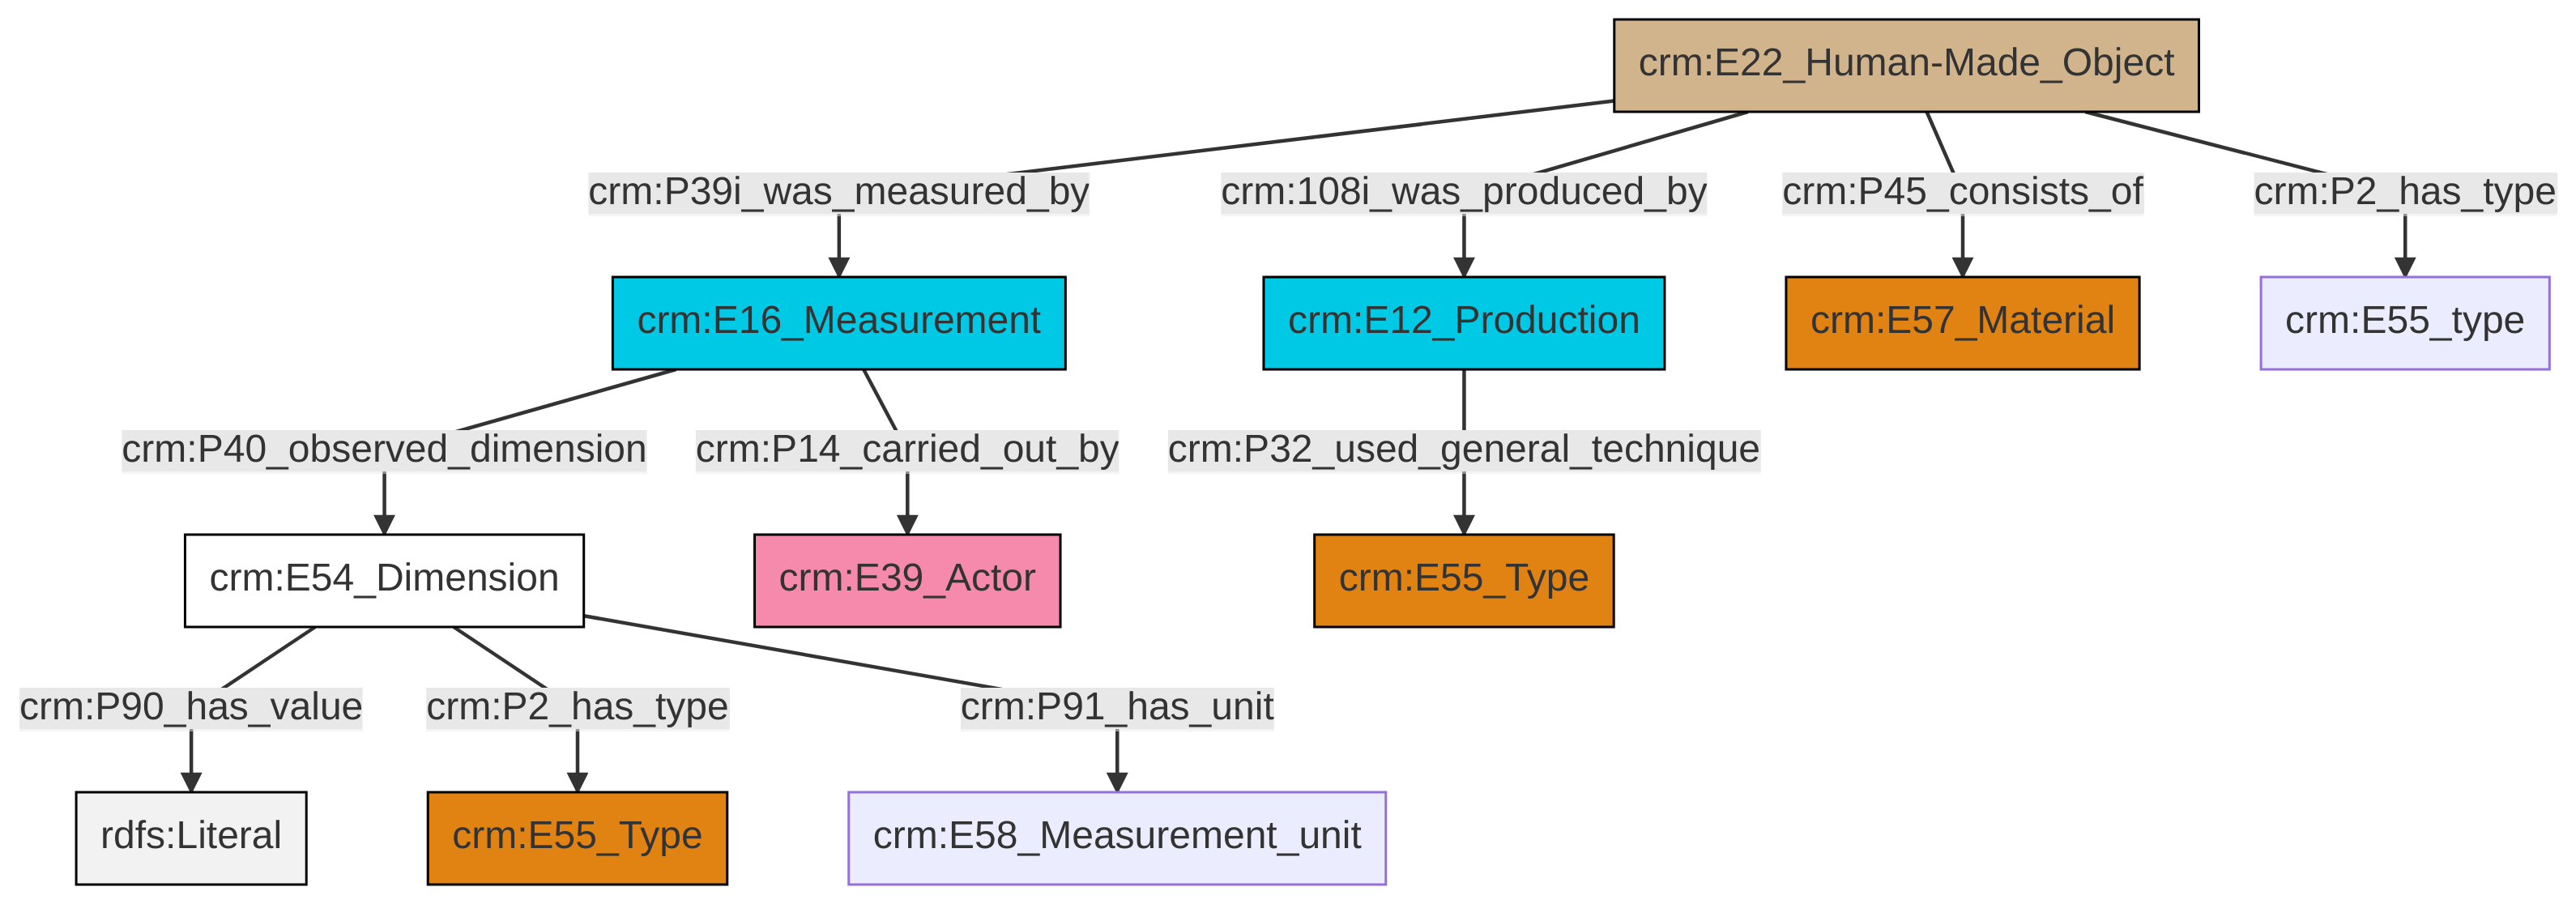 crm:E22_Human-Made_Object
crm:P39i_was_measured_by
crm:108i_was_produced_by
crm:P45_consists_of
crm:P2_has_type
crm:E16_Measurement
crm:E12_Production
crm:E57_Material
crm:E55_type
crm:P40_observed_dimension
crm:P14_carried_out_by
crm:P32_used_general_technique
crm:E54_Dimension
crm:E39_Actor
crm:E55_Type
crm:P90_has_value
crm:P2_has_type
crm:P91_has_unit
rdfs:Literal
crm:E55_Type
crm:E58_Measurement_unit